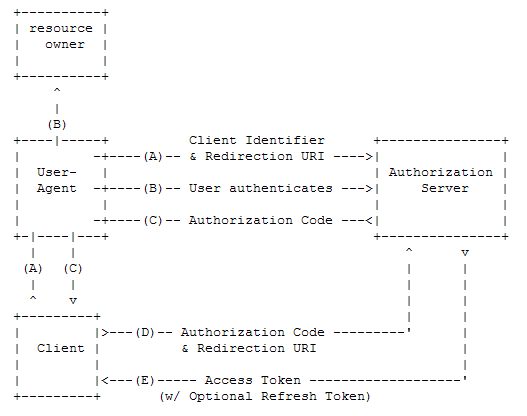 resource
owner
(B)
Client Identifier
(A) & Redirection URI
User-
Agent
Authorization
Server
(B) User authenticates
(C) Authorization Code
(A) (C)
(D) Authorization Code
Client & Redirection URI
(E) Access Token
(w/ Optional Refresh Token)